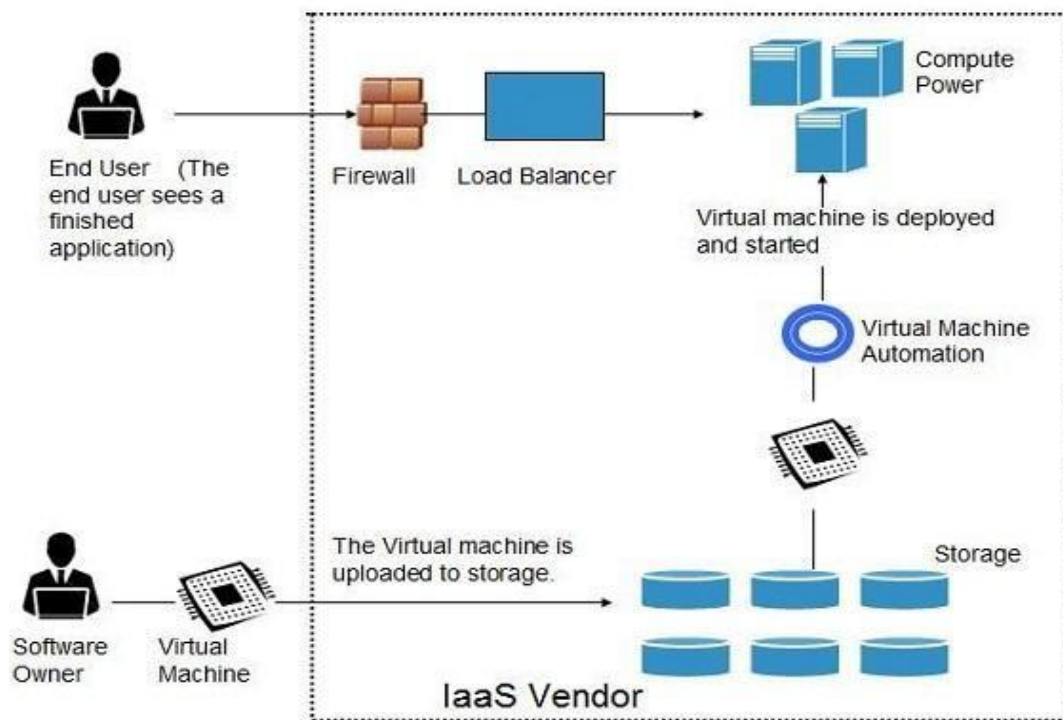 Compute
Power
End User    (The
end user sees a
finished
application)
Firewall
Load Balancer
Virtual machine is deployed
and started
Virtual Machine
Automation
The Virtual machine is
uploaded to storage.
Storage
Software
Owner
Virtual
Machine
IaaS Vendor